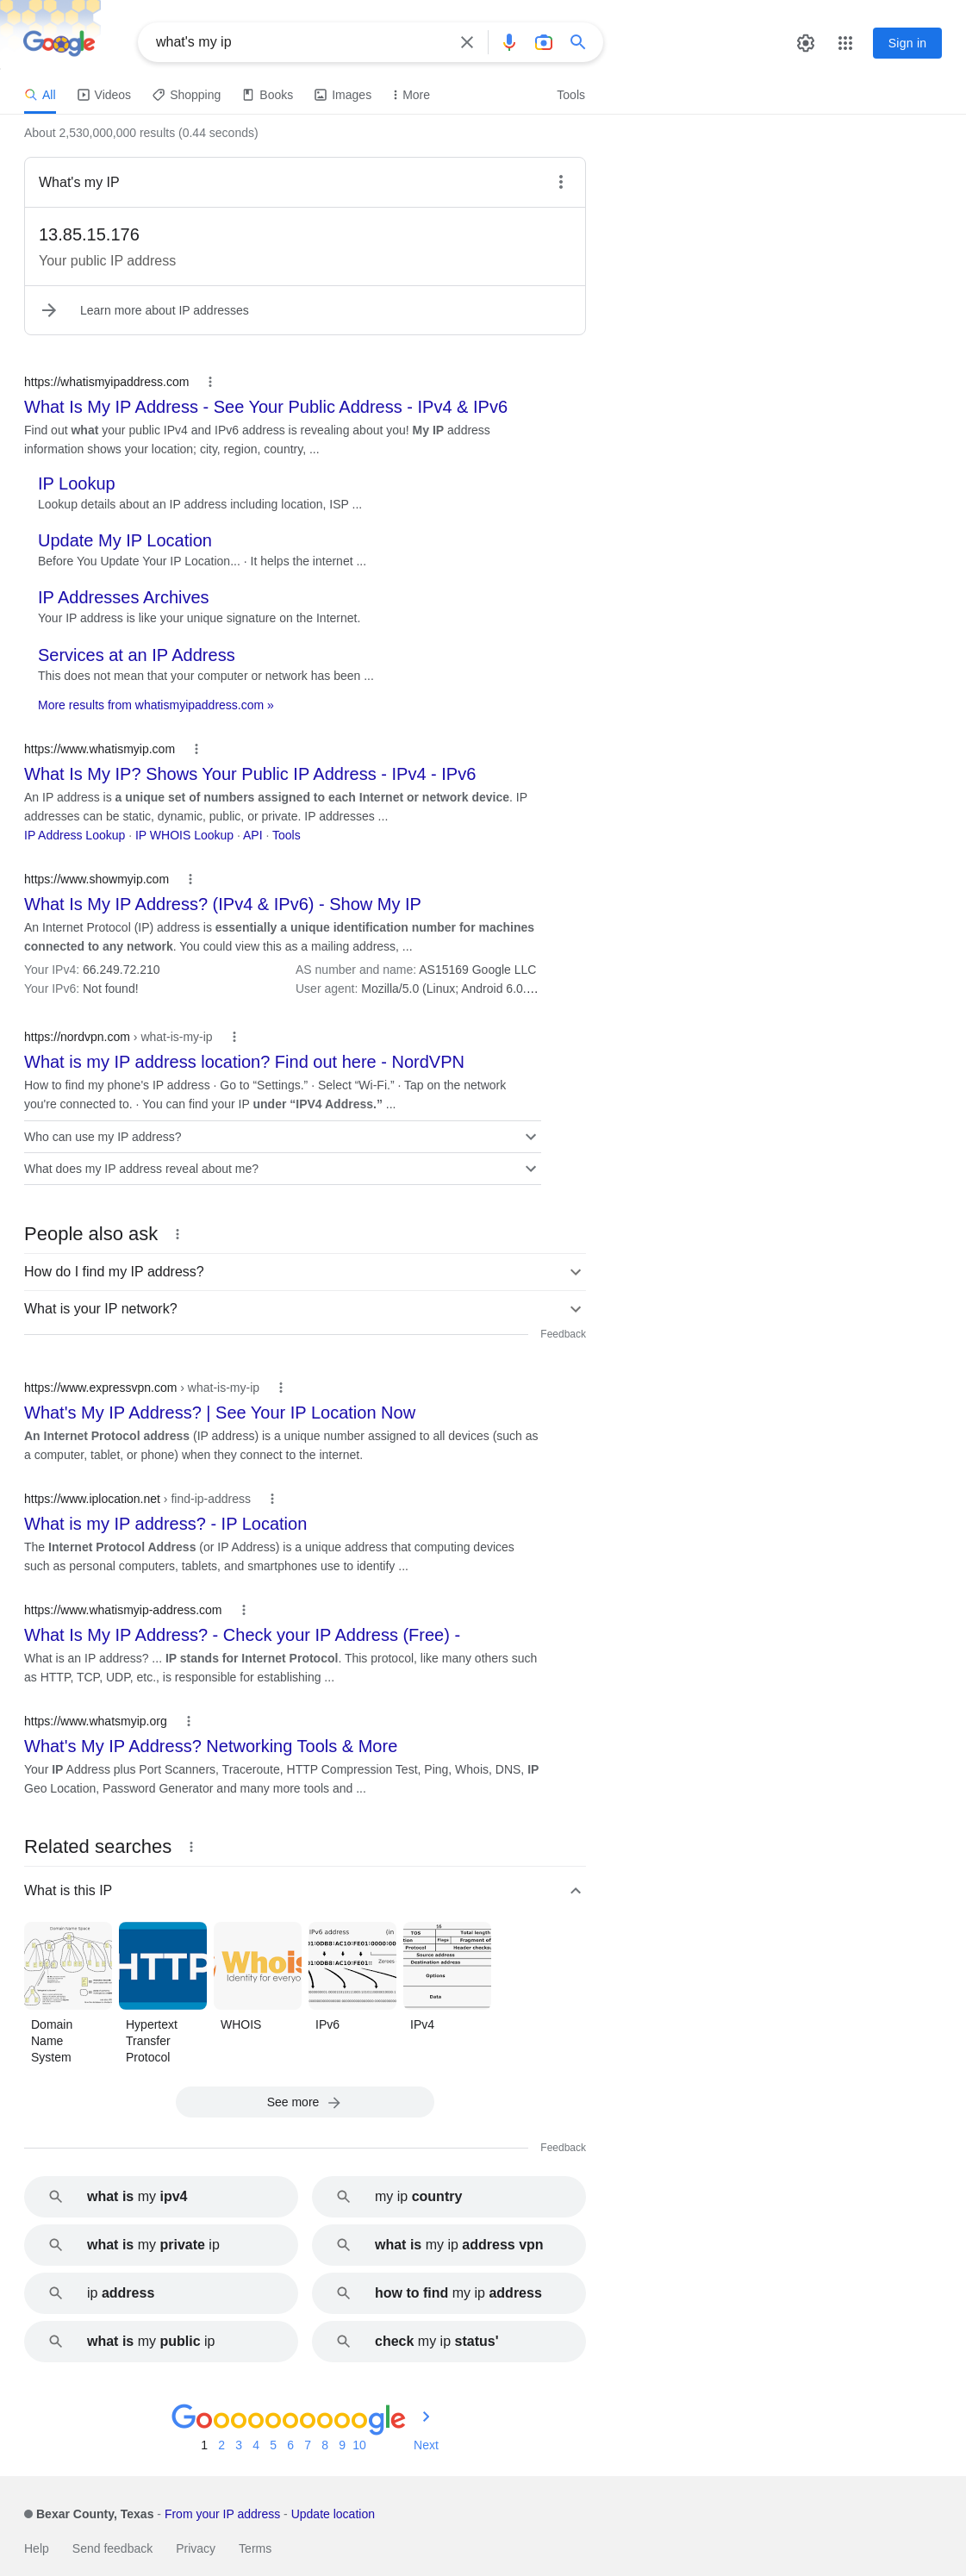 Google
what's my ip
Sign in
All
Videos
Shopping
Books
Images
More
Tools
About 2,530,000,000 results (0.44 seconds)
What's my IP
13.85.15.176
Your public IP address
Learn more about IP addresses
https://whatismyipaddress.com
What Is My IP Address - See Your Public Address - IPv4 & IPv6
Find out what your public IPv4 and IPv6 address is revealing about you! My IP address
information shows your location; city, region, country, ...
IP Lookup
Lookup details about an IP address including location, ISP ...
Update My IP Location
Before You Update Your IP Location... · It helps the internet ...
IP Addresses Archives
Your IP address is like your unique signature on the Internet.
Services at an IP Address
This does not mean that your computer or network has been ...
More results from whatismyipaddress.com »
https://www.whatismyip.com
What Is My IP? Shows Your Public IP Address - IPv4 - IPv6
An IP address is a unique set of numbers assigned to each Internet or network device. IP
addresses can be static, dynamic, public, or private. IP addresses ...
IP Address Lookup · IP WHOIS Lookup · API · Tools
https://www.showmyip.com
What Is My IP Address? (IPv4 & IPv6) - Show My IP
An Internet Protocol (IP) address is essentially a unique identification number for machines
connected to any network. You could view this as a mailing address, ...
Your IPv4: 66.249.72.210
AS number and name: AS15169 Google LLC
Your IPv6: Not found!
User agent: Mozilla/5.0 (Linux; Android 6.0....
https://nordvpn.com › what-is-my-ip
What is my IP address location? Find out here - NordVPN
How to find my phone's IP address · Go to “Settings.” · Select “Wi-Fi.” · Tap on the network
you're connected to. · You can find your IP under “IPV4 Address.” ...
Who can use my IP address?
What does my IP address reveal about me?
People also ask
How do I find my IP address?
What is your IP network?
Feedback
https://www.expressvpn.com › what-is-my-ip
What's My IP Address? | See Your IP Location Now
An Internet Protocol address (IP address) is a unique number assigned to all devices (such as
a computer, tablet, or phone) when they connect to the internet.
https://www.iplocation.net › find-ip-address
What is my IP address? - IP Location
The Internet Protocol Address (or IP Address) is a unique address that computing devices
such as personal computers, tablets, and smartphones use to identify ...
https://www.whatismyip-address.com
What Is My IP Address? - Check your IP Address (Free) -
What is an IP address? ... IP stands for Internet Protocol. This protocol, like many others such
as HTTP, TCP, UDP, etc., is responsible for establishing ...
https://www.whatsmyip.org
What's My IP Address? Networking Tools & More
Your IP Address plus Port Scanners, Traceroute, HTTP Compression Test, Ping, Whois, DNS, IP
Geo Location, Password Generator and many more tools and ...
Related searches
What is this IP
Domain Name Space
HTTP
Whois
Identity for everyo
IPv6 address (in
Zeroes
16
TOS Total length
Flags Fragment of
Protocol Header checks
Source address
Destination address
Options
Data
Domain
Name
System
Hypertext
Transfer
Protocol
WHOIS
IPv6
IPv4
See more
Feedback
what is my ipv4
my ip country
what is my private ip
what is my ip address vpn
ip address
how to find my ip address
what is my public ip
check my ip status'
Goooooooooogle
1 2 3 4 5 6 7 8 9 10 Next
Bexar County, Texas - From your IP address - Update location
Help
Send feedback
Privacy
Terms